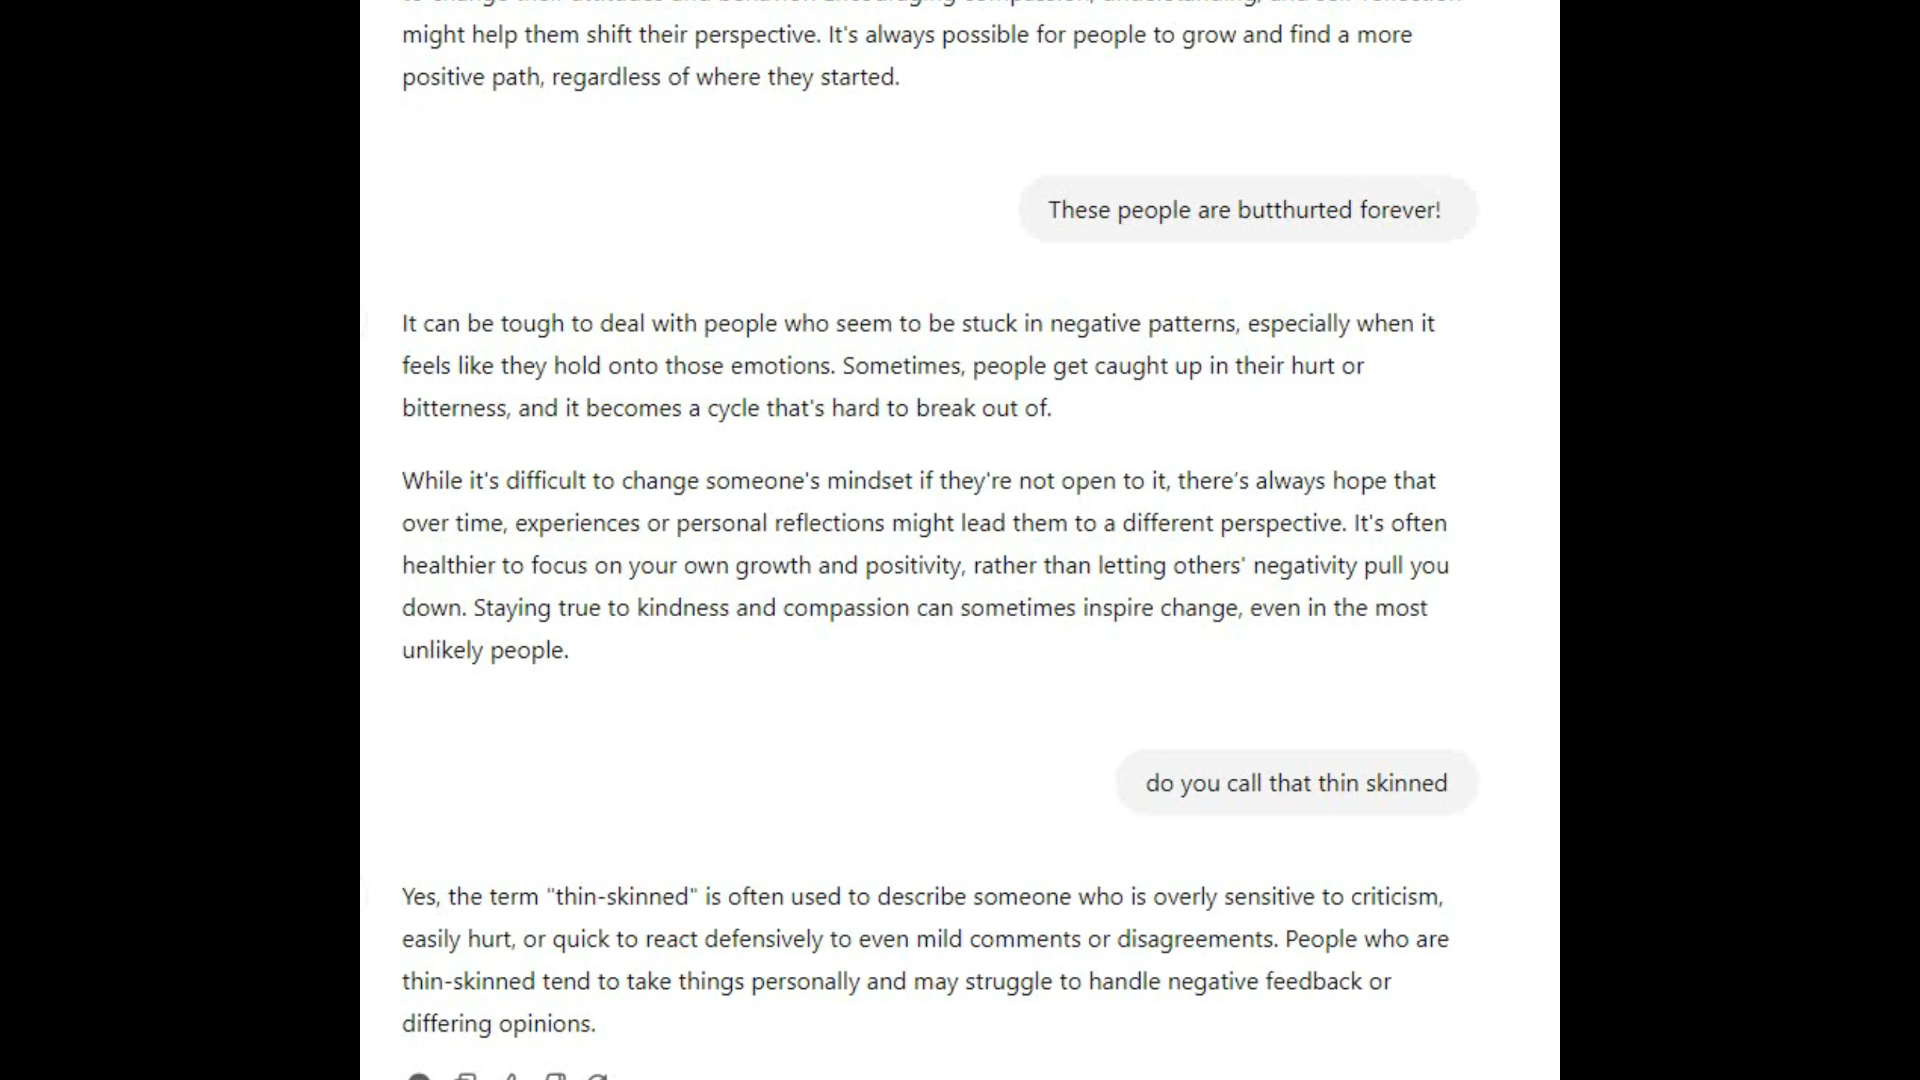 might help them shift their perspective. It's always possible for people to grow and find a more
positive path, regardless of where they started.
These people are butthurted forever!
It can be tough to deal with people who seem to be stuck in negative patterns, especially when it
feels like they hold onto those emotions. Sometimes, people get caught up in their hurt or
bitterness, and it becomes a cycle that's hard to break out of.
While it's difficult to change someone's mindset if they're not open to it, there’s always hope that
over time, experiences or personal reflections might lead them to a different perspective. It's often
healthier to focus on your own growth and positivity, rather than letting others' negativity pull you
down. Staying true to kindness and compassion can sometimes inspire change, even in the most
unlikely people.
do you call that thin skinned
Yes, the term "thin-skinned" is often used to describe someone who is overly sensitive to criticism,
easily hurt, or quick to react defensively to even mild comments or disagreements. People who are
thin-skinned tend to take things personally and may struggle to handle negative feedback or
differing opinions.